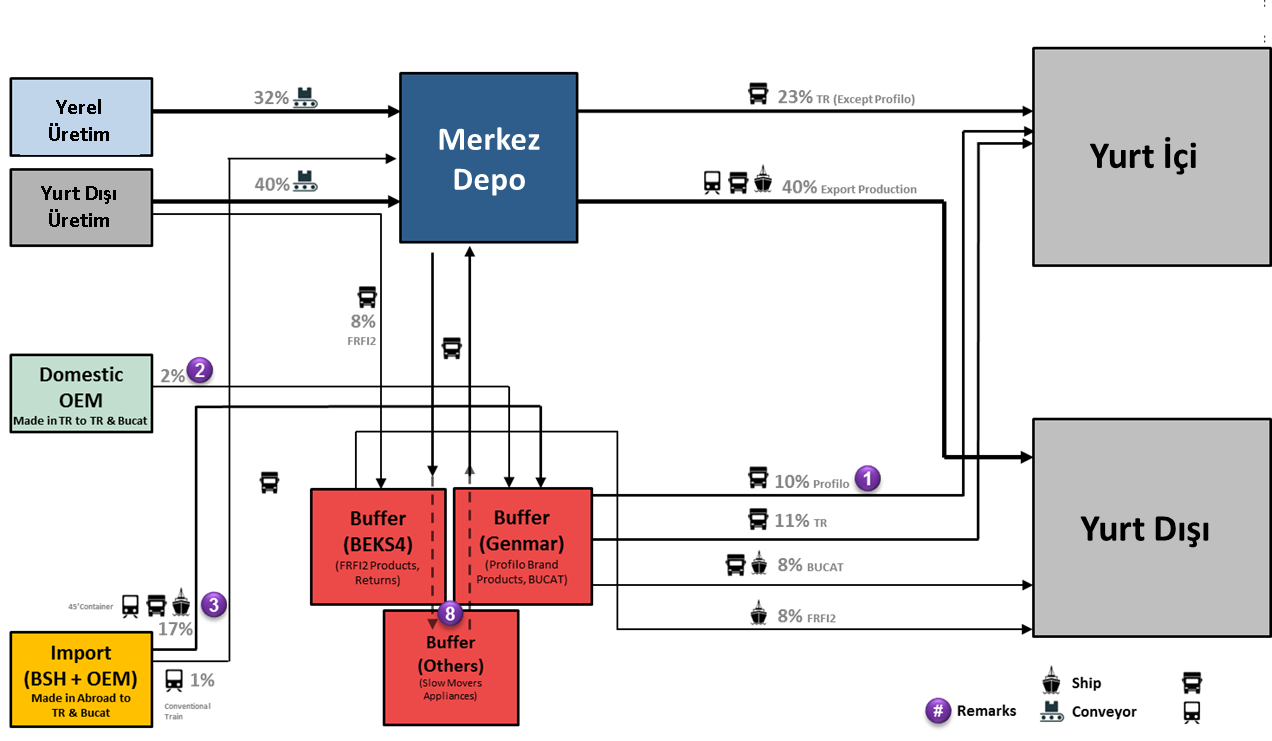 Yerel
Üretim
32%
Merkez
Depo
23% TR (Except Profilo)
Yurt İçi
Yurt Dışı
Üretim
40%
40% Export Production
8%
FRFI2
Domestic
OEM
Made in TR to TR & Bucat
2% 2
Buffer
(BEKS4)
(FRFI2 Products,
Returns)
Buffer
(Genmar)
(Profilo Brand
Products, BUCAT)
10% Profilo 1
11% TR
8% BUCAT
8% FRFI2
Yurt Dışı
8
Buffer
(Others)
(Slow Movers
Appliances)
45'Container
3
17%
Import
(BSH + OEM)
Made in Abroad to
TR & Bucat
1%
Conventional
Train
# Remarks
Ship
Conveyor